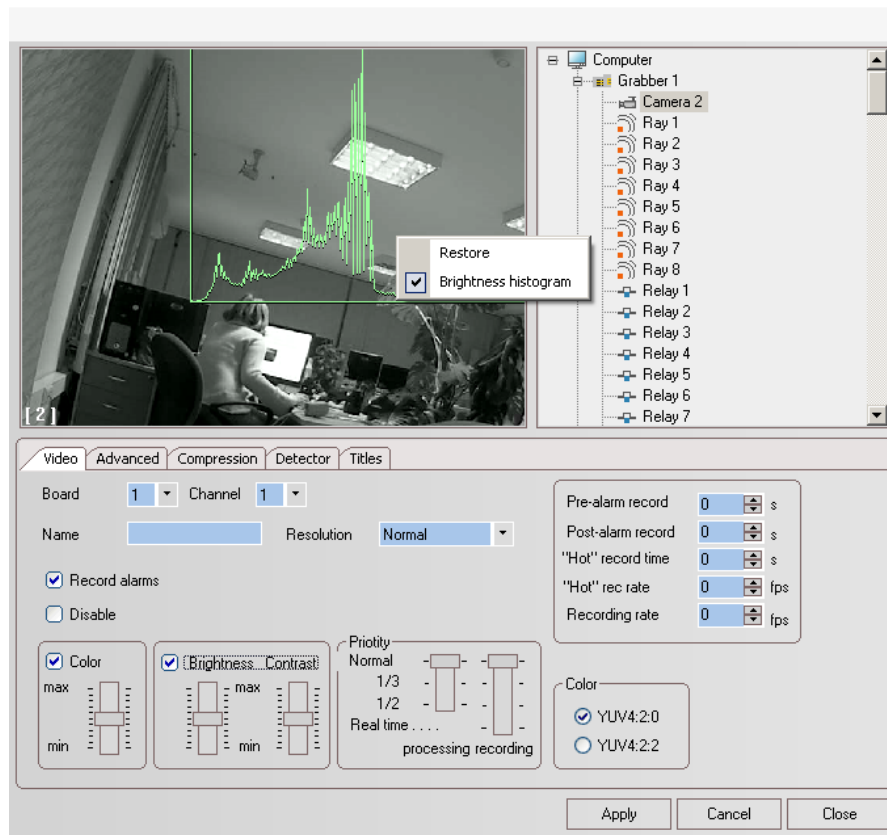 Computer
Grabber 1
Camera 2
Ray 1
Ray 2
Ray 3
Ray 4
Ray 5
Ray 6
Ray 7
Ray 8
Relay 1
Relay 2
Relay 3
Relay 4
Relay 5
Relay 6
Relay 7
Restore
Brightness histogram
[ 2 ]
Video Advanced Compression Detector Titles
Board 1 Channel 1
Name Resolution Normal
Record alarms
Disable
Pre-alarm record 0 s
Post-alarm record 0 s
"Hot" record time 0 s
"Hot" rec rate 0 fps
Recording rate 0 fps
Color
max
min
Brightness Contrast
max
min
Priotity
Normal
1/3
1/2
Real time . . . .
processing recording
Color
YUV4:2:0
YUV4:2:2
Apply Cancel Close